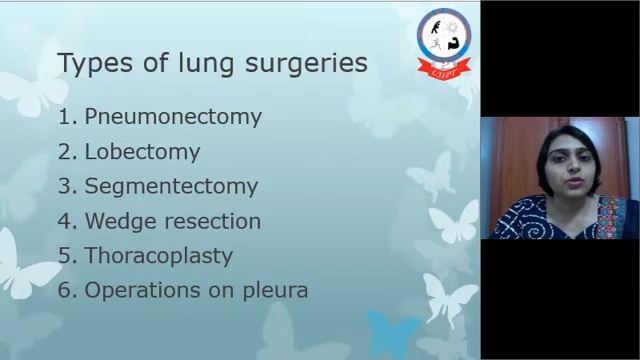 Types of lung surgeries
1. Pneumonectomy
2. Lobectomy
3. Segmentectomy
4. Wedge resection
5. Thoracoplasty
6. Operations on pleura